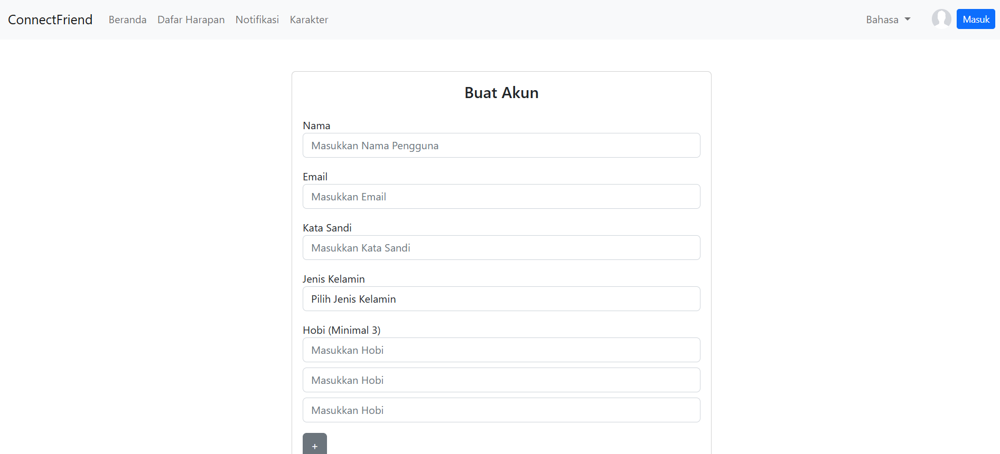 ConnectFriend Beranda Dafar Harapan Notifikasi Karakter Bahasa Masuk
Buat Akun
Nama
Masukkan Nama Pengguna
Email
Masukkan Email
Kata Sandi
Masukkan Kata Sandi
Jenis Kelamin
Pilih Jenis Kelamin
Hobi (Minimal 3)
Masukkan Hobi
Masukkan Hobi
Masukkan Hobi
+